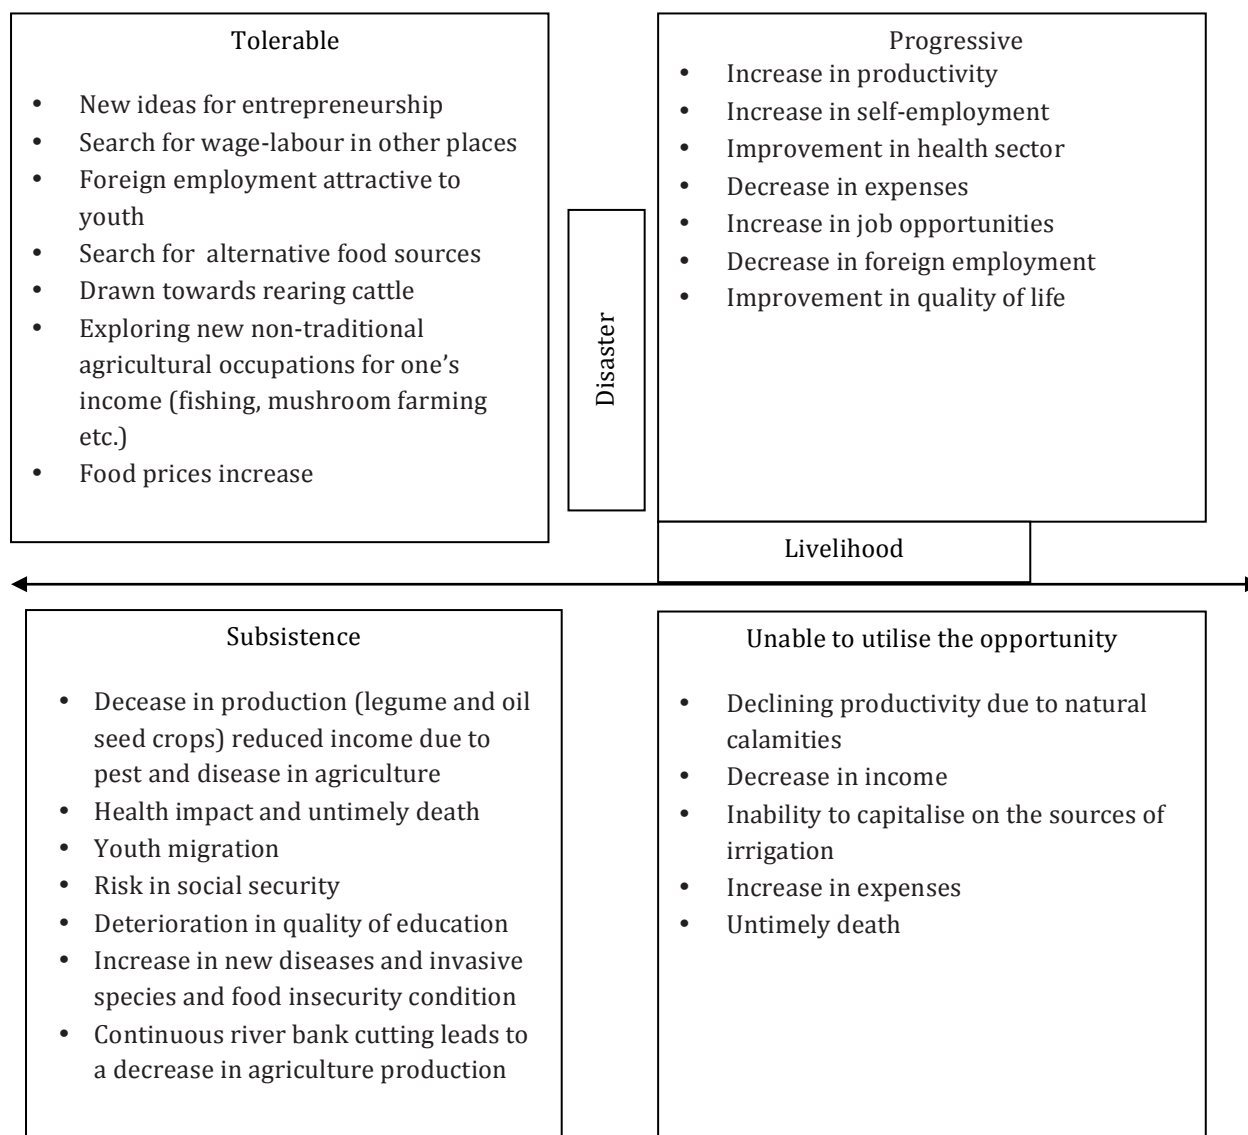 Tolerable
• New ideas for entrepreneurship
• Search for wage-labour in other places
• Foreign employment attractive to
youth
• Search for alternative food sources
• Drawn towards rearing cattle
• Exploring new non-traditional
agricultural occupations for one’s
income (fishing, mushroom farming
etc.)
• Food prices increase
Disaster
Progressive
• Increase in productivity
• Increase in self-employment
• Improvement in health sector
• Decrease in expenses
• Increase in job opportunities
• Decrease in foreign employment
• Improvement in quality of life
Livelihood
Subsistence
• Decease in production (legume and oil
seed crops) reduced income due to
pest and disease in agriculture
• Health impact and untimely death
• Youth migration
• Risk in social security
• Deterioration in quality of education
• Increase in new diseases and invasive
species and food insecurity condition
• Continuous river bank cutting leads to
a decrease in agriculture production
Unable to utilise the opportunity
• Declining productivity due to natural
calamities
• Decrease in income
• Inability to capitalise on the sources of
irrigation
• Increase in expenses
• Untimely death